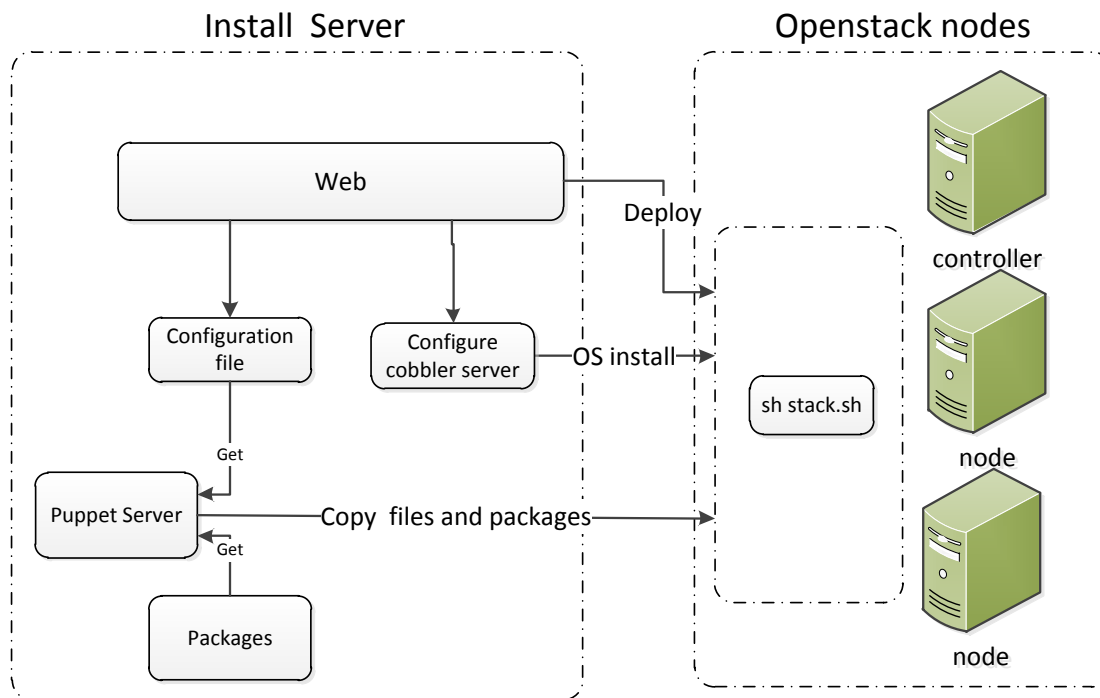 Install Server
Openstack nodes
Web
Deploy
controller
Configuration
file
Configure
cobbler server
OS install
sh stack.sh
node
Get
Puppet Server
Copy files and packages
Get
Packages
node